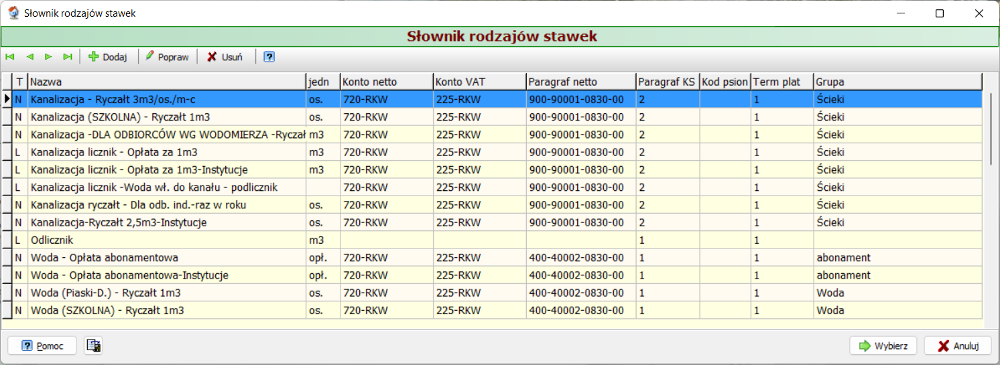 Słownik rodzajów stawek
Słownik rodzajów stawek
Dodaj Popraw Usuń
T Nazwa jedn Konto netto Konto VAT Paragraf netto Paragraf KS Kod psion Term plat Grupa
N Kanalizacja - Ryczałt 3m3/os./m-c os. 720-RKW 225-RKW 900-90001-0830-00 2 1 Ścieki
N Kanalizacja (SZKOLNA) - Ryczałt 1m3 os. 720-RKW 225-RKW 900-90001-0830-00 2 1 Ścieki
N Kanalizacja -DLA ODBIORCÓW WG WODOMIERZA -Ryczał m3 720-RKW 225-RKW 900-90001-0830-00 2 1 Ścieki
L Kanalizacja licznik - Opłata za 1m3 m3 720-RKW 225-RKW 900-90001-0830-00 2 1 Ścieki
L Kanalizacja licznik - Opłata za 1m3-Instytucje m3 720-RKW 225-RKW 900-90001-0830-00 2 1 Ścieki
L Kanalizacja licznik -Woda wł. do kanału - podlicznik 720-RKW 225-RKW 900-90001-0830-00 2 1 Ścieki
N Kanalizacja ryczałt - Dla odb. ind.-raz w roku os. 720-RKW 225-RKW 900-90001-0830-00 2 1 Ścieki
N Kanalizacja-Ryczałt 2,5m3-Instytucje os. 720-RKW 225-RKW 900-90001-0830-00 2 1 Ścieki
L Odlicznik m3 1 1
N Woda - Opłata abonamentowa opł. 720-RKW 225-RKW 400-40002-0830-00 1 1 abonament
N Woda - Opłata abonamentowa-Instytucje opł. 720-RKW 225-RKW 400-40002-0830-00 1 1 abonament
N Woda (Piaski-D.) - Ryczałt 1m3 os. 720-RKW 225-RKW 400-40002-0830-00 1 1 Woda
N Woda (SZKOLNA) - Ryczałt 1m3 os. 720-RKW 225-RKW 400-40002-0830-00 1 1 Woda
Pomoc Wybierz Anuluj